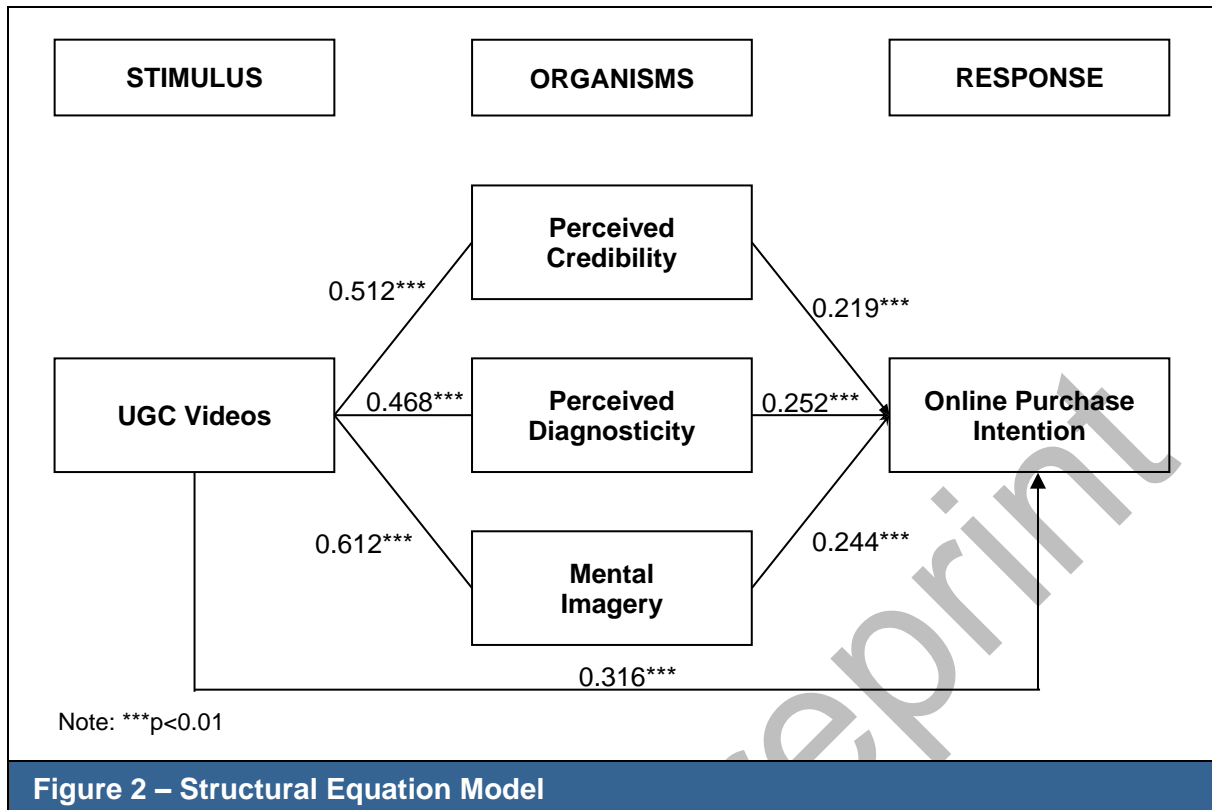 STIMULUS
ORGANISMS
RESPONSE
Perceived
Credibility
0.512***
0.219***
UGC Videos
0.468***
Perceived
Diagnosticity
0.252***
Online Purchase
Intention
0.612***
Mental
Imagery
0.244***
0.316***
Note: ***p<0.01
eprint
Figure 2 – Structural Equation Model